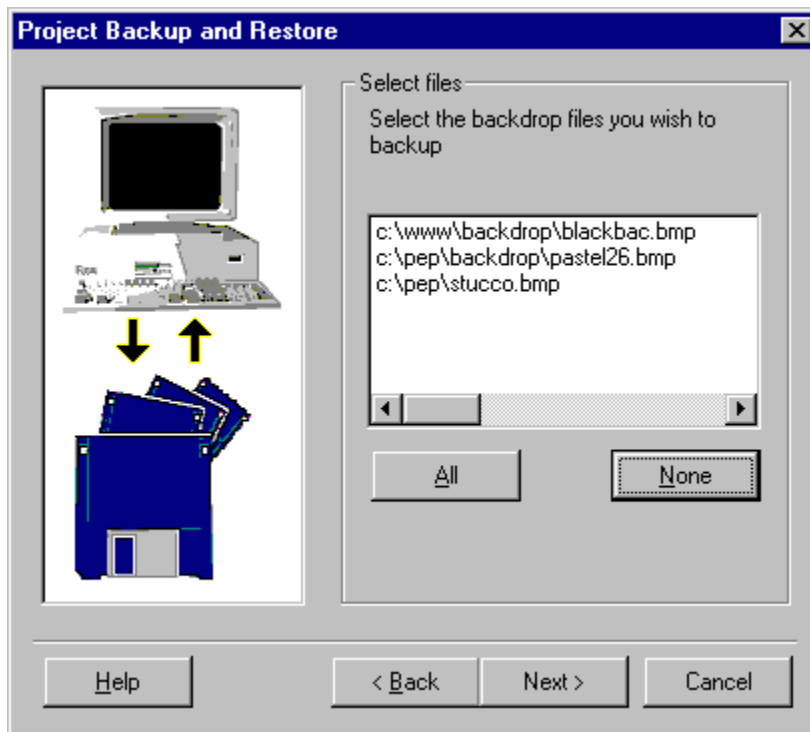 Project Backup and Restore
Select files
Select the backdrop files you wish to
backup
c:\www\backdrop\blackbac.bmp
c:\pep\backdrop\pastel26.bmp
c:\pep\stucco.bmp
All
None
Help
< Back
Next >
Cancel